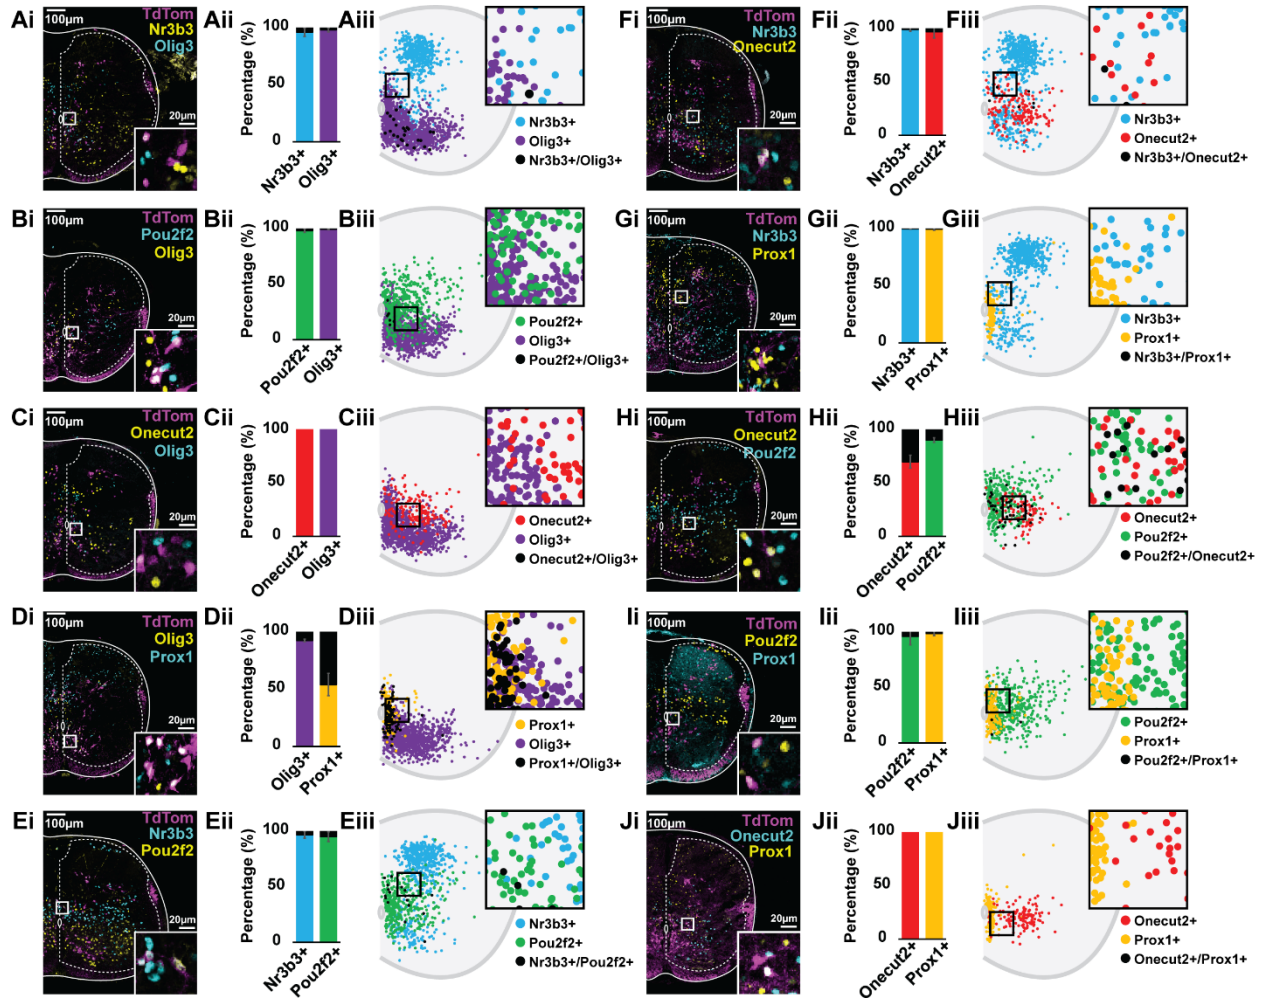 Ai
100µm
TdTom
Nr3b3
Olig3
20µm
Aii
Percentage (%)
100
50
0
Nr3b3+
Olig3+
Aiii
Nr3b3+
Olig3+
Nr3b3+/Olig3+
Fi
100µm
TdTom
Nr3b3
Onecut2
20µm
Fii
Percentage (%)
100
50
0
Nr3b3+
Onecut2+
Fiii
Nr3b3+
Onecut2+
Nr3b3+/Onecut2+
Bi
100µm
TdTom
Pou2f2
Olig3
20µm
Bii
Percentage (%)
100
50
0
Pou2f2+
Olig3+
Biii
Pou2f2+
Olig3+
Pou2f2+/Olig3+
Gi
100µm
TdTom
Nr3b3
Prox1
20µm
Gii
Percentage (%)
100
50
0
Nr3b3+
Prox1+
Giii
Nr3b3+
Prox1+
Nr3b3+/Prox1+
Ci
100µm
TdTom
Onecut2
Olig3
20µm
Cii
Percentage (%)
100
50
0
Onecut2+
Olig3+
Ciii
Onecut2+
Olig3+
Onecut2+/Olig3+
Hi
100µm
TdTom
Onecut2
Pou2f2
20µm
Hii
Percentage (%)
100
50
0
Onecut2+
Pou2f2+
Hiii
Onecut2+
Pou2f2+
Pou2f2+/Onecut2+
Di
100µm
TdTom
Olig3
Prox1
20µm
Dii
Percentage (%)
100
50
0
Olig3+
Prox1+
Diii
Prox1+
Olig3+
Prox1+/Olig3+
Ii
100µm
TdTom
Pou2f2
Prox1
20µm
Iii
Percentage (%)
100
50
0
Pou2f2+
Prox1+
Iiii
Pou2f2+
Prox1+
Pou2f2+/Prox1+
Ei
100µm
TdTom
Nr3b3
Pou2f2
20µm
Eii
Percentage (%)
100
50
0
Nr3b3+
Pou2f2+
Eiii
Nr3b3+
Pou2f2+
Nr3b3+/Pou2f2+
Ji
100µm
TdTom
Onecut2
Prox1
20µm
Jii
Percentage (%)
100
50
0
Onecut2+
Prox1+
Jiii
Onecut2+
Prox1+
Onecut2+/Prox1+